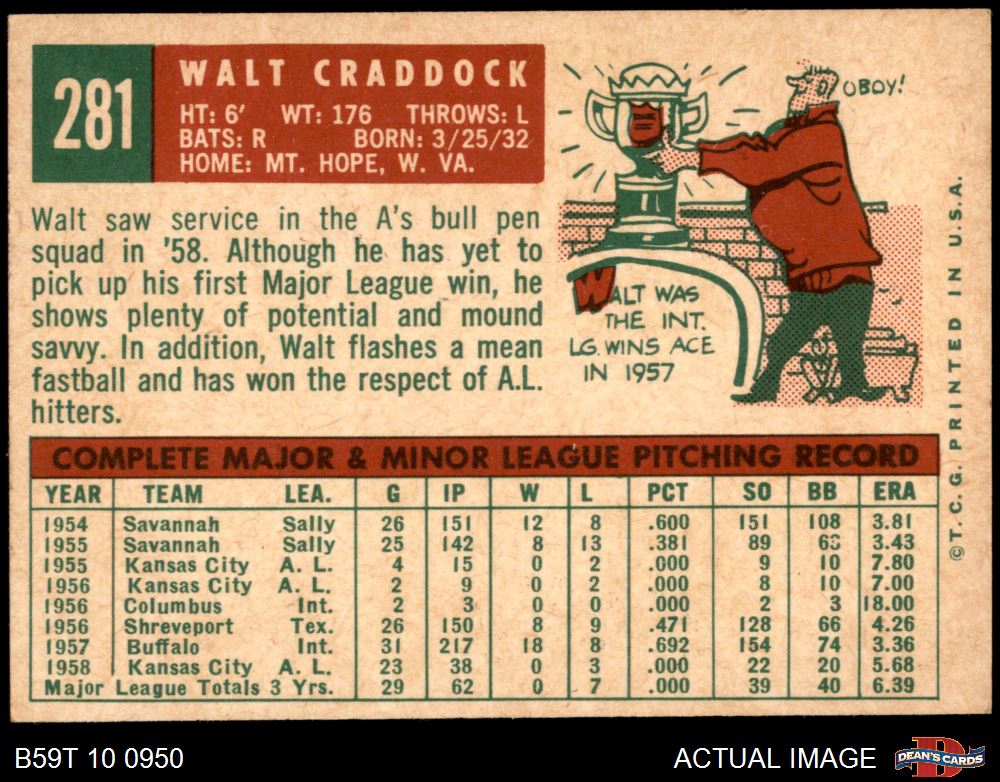 281
WALT CRADDOCK
HT: 6' WT: 176 THROWS: L
BATS: R BORN: 3/25/32
HOME: MT. HOPE, W. VA.
Walt saw service in the A's bull pen
squad in '58. Although he has yet to
pick up his first Major League win, he
shows plenty of potential and mound
savvy. In addition, Walt flashes a mean
fastball and has won the respect of A.L.
hitters.
O BOY!
WALT WAS
THE INT.
LG. WINS ACE
IN 1957
COMPLETE MAJOR & MINOR LEAGUE PITCHING RECORD
YEAR TEAM LEA. G IP W L PCT SO BB ERA
1954 Savannah Sally 26 151 12 8 .600 151 108 3.81
1955 Savannah Sally 25 142 8 13 .381 89 63 3.43
1955 Kansas City A. L. 4 15 0 2 .000 9 10 7.80
1956 Kansas City A. L. 2 9 0 2 .000 8 10 7.00
1956 Columbus Int. 2 3 0 0 .000 2 3 18.00
1956 Shreveport Tex. 26 150 8 9 .471 128 66 4.26
1957 Buffalo Int. 31 217 18 8 .692 154 74 3.36
1958 Kansas City A. L. 23 38 0 3 .000 22 20 5.68
Major League Totals 3 Yrs. 29 62 0 7 .000 39 40 6.39
©T. C. G. PRINTED IN U.S.A.
B59T 10 0950
ACTUAL IMAGE
DEAN'S CARDS